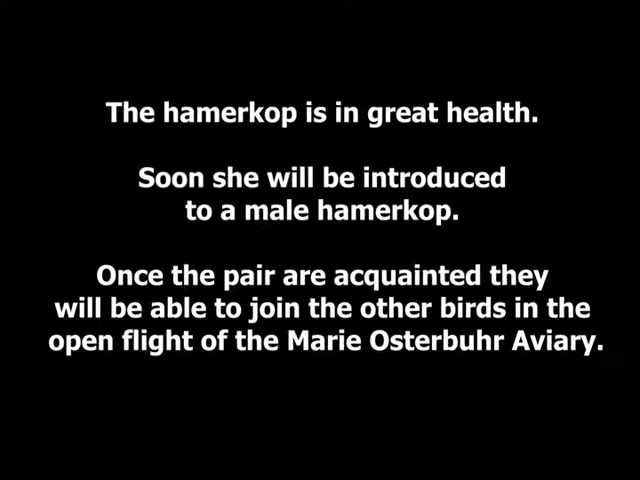 The hamerkop is in great health.
Soon she will be introduced
to a male hamerkop.
Once the pair are acquainted they
will be able to join the other birds in the
open flight of the Marie Osterbuhr Aviary.